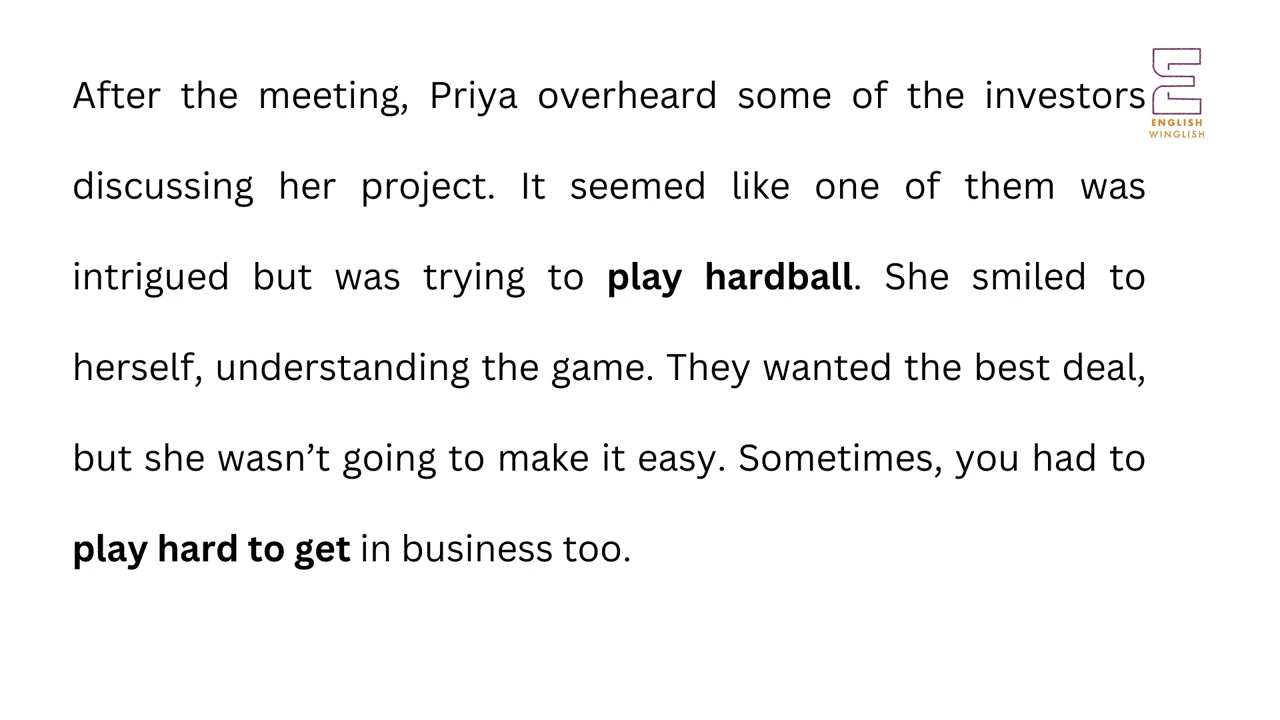 After the meeting, Priya overheard some of the investors
discussing her project. It seemed like one of them was
intrigued but was trying to play hardball. She smiled to
herself, understanding the game. They wanted the best deal,
but she wasn’t going to make it easy. Sometimes, you had to
play hard to get in business too.
ENGLISH
WINGLISH